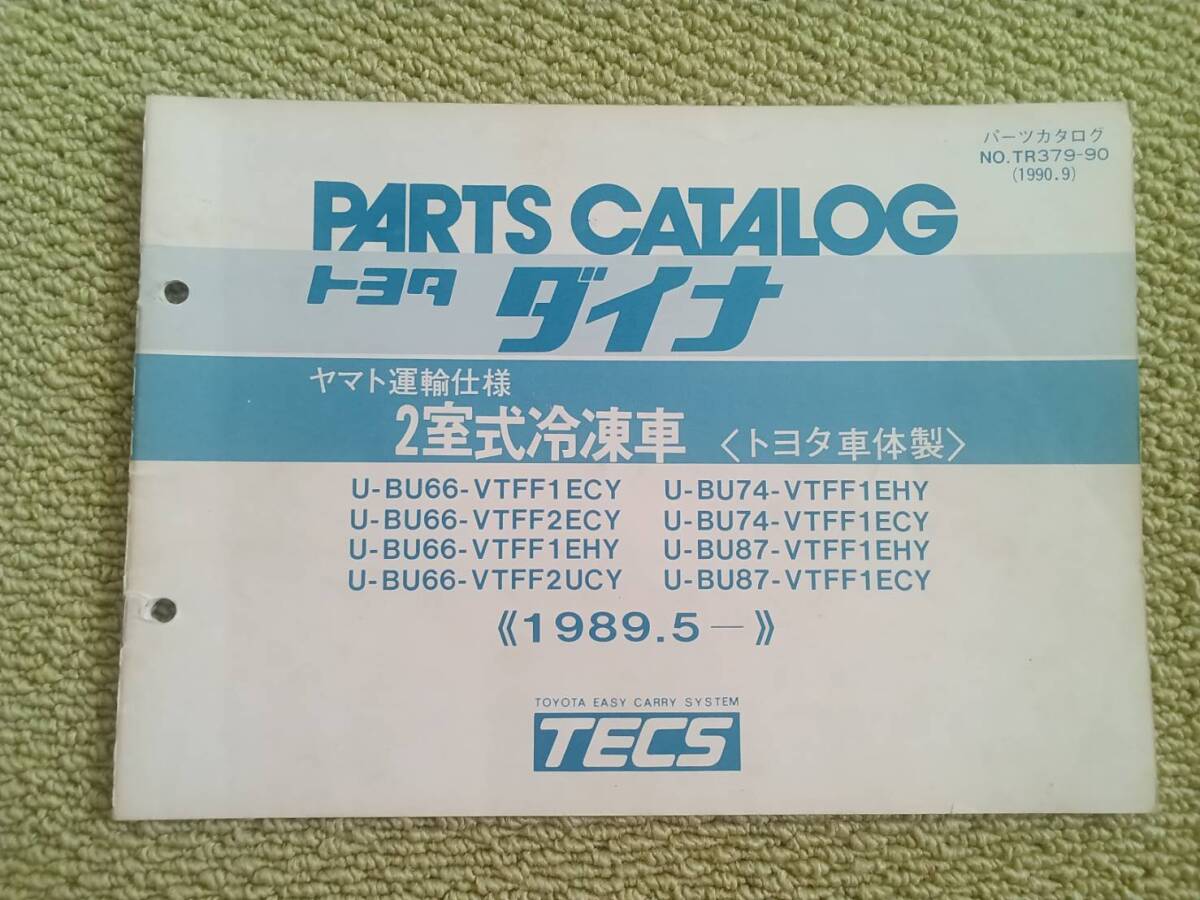 パーツカタログ
NO.TR379-90
(1990.9)
PARTS CATALOG
トヨタ ダイナ
ヤマト運輸仕様
2室式冷凍車 〈トヨタ車体製〉
U-BU66-VTFF1ECY U-BU74-VTFF1EHY
U-BU66-VTFF2ECY U-BU74-VTFF1ECY
U-BU66-VTFF1EHY U-BU87-VTFF1EHY
U-BU66-VTFF2UCY U-BU87-VTFF1ECY
《1989.5－》
TOYOTA EASY CARRY SYSTEM
TECS